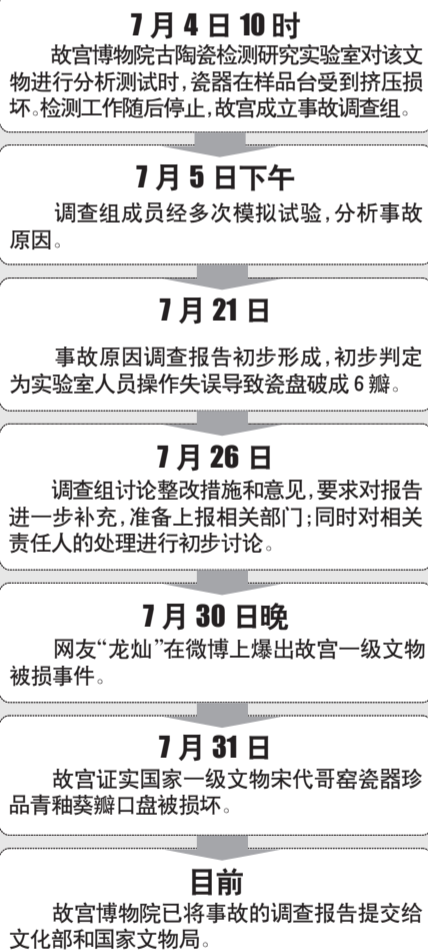 7月4日10时
故宫博物院古陶瓷检测研究实验室对该文
物进行分析测试时,瓷器在样品台受到挤压损
坏。检测工作随后停止,故宫成立事故调查组。
7月5日下午
调查组成员经多次模拟试验,分析事故
原因。
7月21日
事故原因调查报告初步形成,初步判定
为实验室人员操作失误导致瓷盘破成6瓣。
7月26日
调查组讨论整改措施和意见,要求对报告
进一步补充,准备上报相关部门;同时对相关
责任人的处理进行初步讨论。
7月30日晚
网友“龙灿”在微博上爆出故宫一级文物
被损事件。
7月31日
故宫证实国家一级文物宋代哥窑瓷器珍
品青釉葵瓣口盘被损坏。
目前
故宫博物院已将事故的调查报告提交给
文化部和国家文物局。